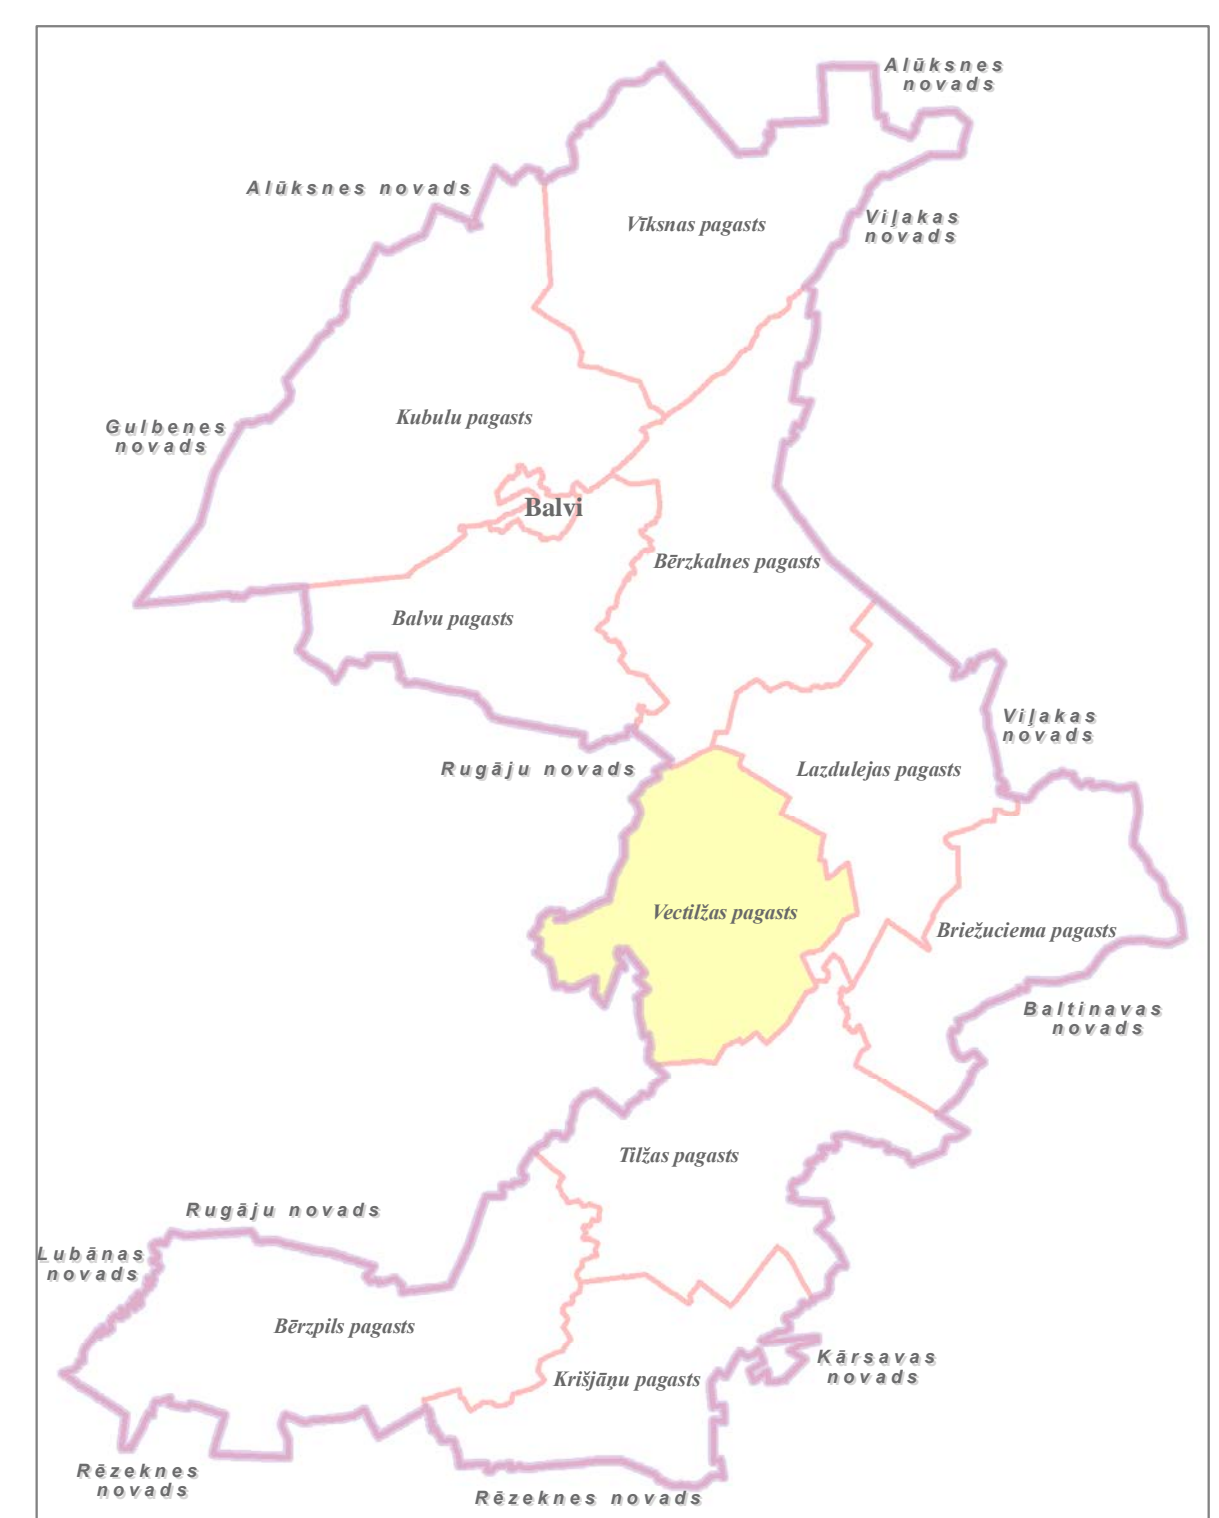 Alūksnes
novads
Alūksnes novads
Vīksnas pagasts
Viļakas
novads
Kubulu pagasts
Gulbenes
novads
Balvi
Bērzkalnes pagasts
Balvu pagasts
Viļakas
novads
Rugāju novads
Lazdulejas pagasts
Vectilžas pagasts
Briežuciema pagasts
Baltinavas
novads
Tilžas pagasts
Rugāju novads
Lubānas
novads
Bērzpils pagasts
Krišjāņu pagasts
Kārsavas
novads
Rēzeknes
novads
Rēzeknes novads